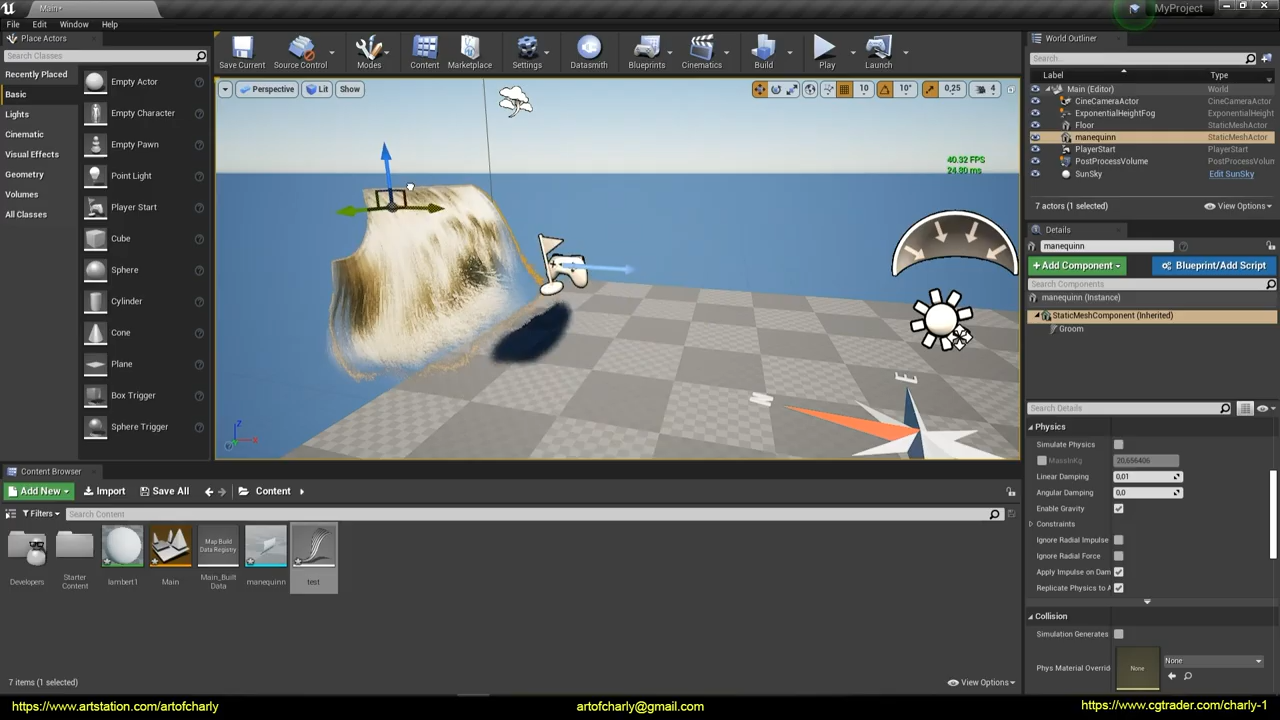 Main*
MyProject
File
Edit
Window
Help
Place Actors
Search Classes
Recently Placed
Basic
Lights
Cinematic
Visual Effects
Geometry
Volumes
All Classes
Empty Actor
Empty Character
Empty Pawn
Point Light
Player Start
Cube
Sphere
Cylinder
Cone
Plane
Box Trigger
Sphere Trigger
Save Current
Source Control
Modes
Content
Marketplace
Settings
Datasmith
Blueprints
Cinematics
Build
Play
Launch
Perspective
Lit
Show
10
10°
0,25
4
40.32 FPS
24.80 ms
World Outliner
Search...
Label
Type
Main (Editor)
World
CineCameraActor
CineCameraActor
ExponentialHeightFog
ExponentialHeight
Floor
StaticMeshActor
manequinn
StaticMeshActor
PlayerStart
PlayerStart
PostProcessVolume
PostProcessVolum
SunSky
Edit SunSky
7 actors (1 selected)
View Options
Details
manequinn
+Add Component
Blueprint/Add Script
Search Components
manequinn (Instance)
StaticMeshComponent (Inherited)
Groom
Search Details
Physics
Simulate Physics
MassInKg
20,656406
Linear Damping
0,01
Angular Damping
0,0
Enable Gravity
Constraints
Ignore Radial Impulse
Ignore Radial Force
Apply Impulse on Dam
Replicate Physics to A
Collision
Simulation Generates
Phys Material Overrid
None
None
Content Browser
Add New
Import
Save All
Content
Filters
Search Content
Developers
Starter
Content
lambert1
Main
Map Build
Data Registry
Main_Built
Data
manequinn
test
7 items (1 selected)
View Options
https://www.artstation.com/artofcharly
artofcharly@gmail.com
https://www.cgtrader.com/charly-1